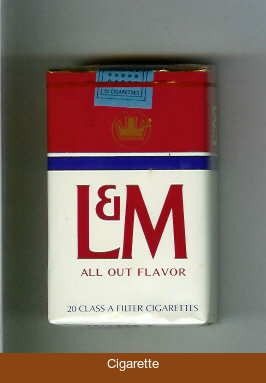 20 CIGARETTES
L&M
ALL OUT FLAVOR
20 CLASS A FILTER CIGARETTES
Cigarette